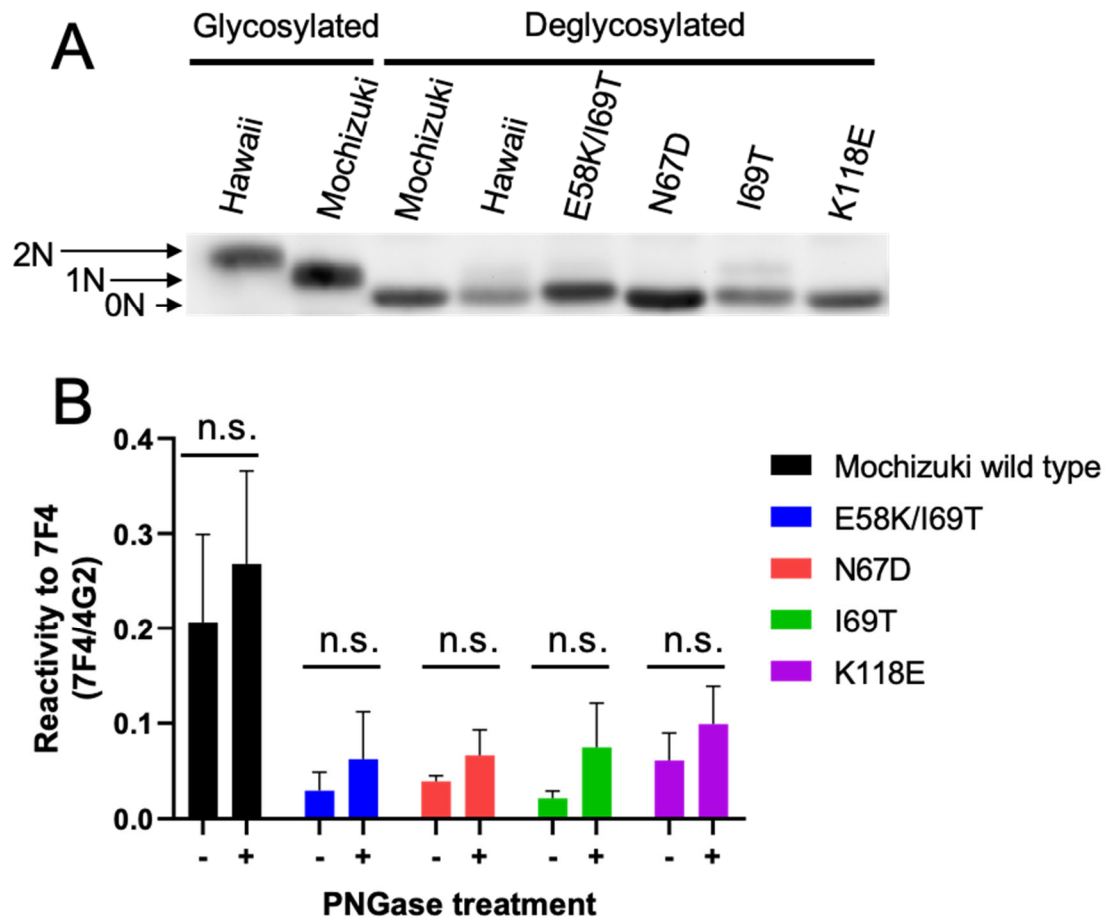 A
Glycosylated
Deglycosylated
Hawaii
Mochizuki
Mochizuki
Hawaii
E58K/I69T
N67D
I69T
K118E
2N
1N
0N
B
Reactivity to 7F4
(7F4/4G2)
0.4
0.3
0.2
0.1
0.0
n.s.
n.s.
n.s.
n.s.
n.s.
- + - + - + - + - +
PNGase treatment
Mochizuki wild type
E58K/I69T
N67D
I69T
K118E